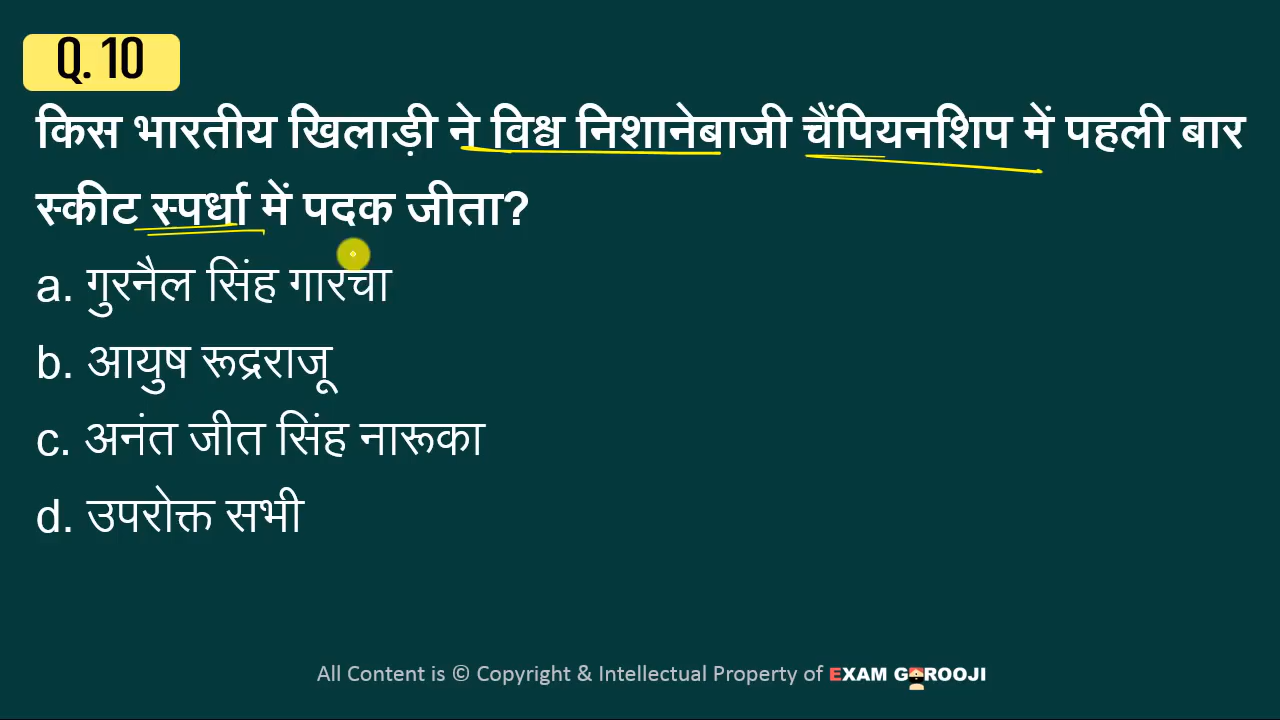 Q. 10
किस भारतीय खिलाड़ी ने विश्व निशानेबाजी चैंपियनशिप में पहली बार
स्कीट स्पर्धा में पदक जीता?
a. गुरनैल सिंह गारचा
b. आयुष रूद्रराजू
c. अनंत जीत सिंह नारूका
d. उपरोक्त सभी
All Content is © Copyright & Intellectual Property of EXAM GUROOJI